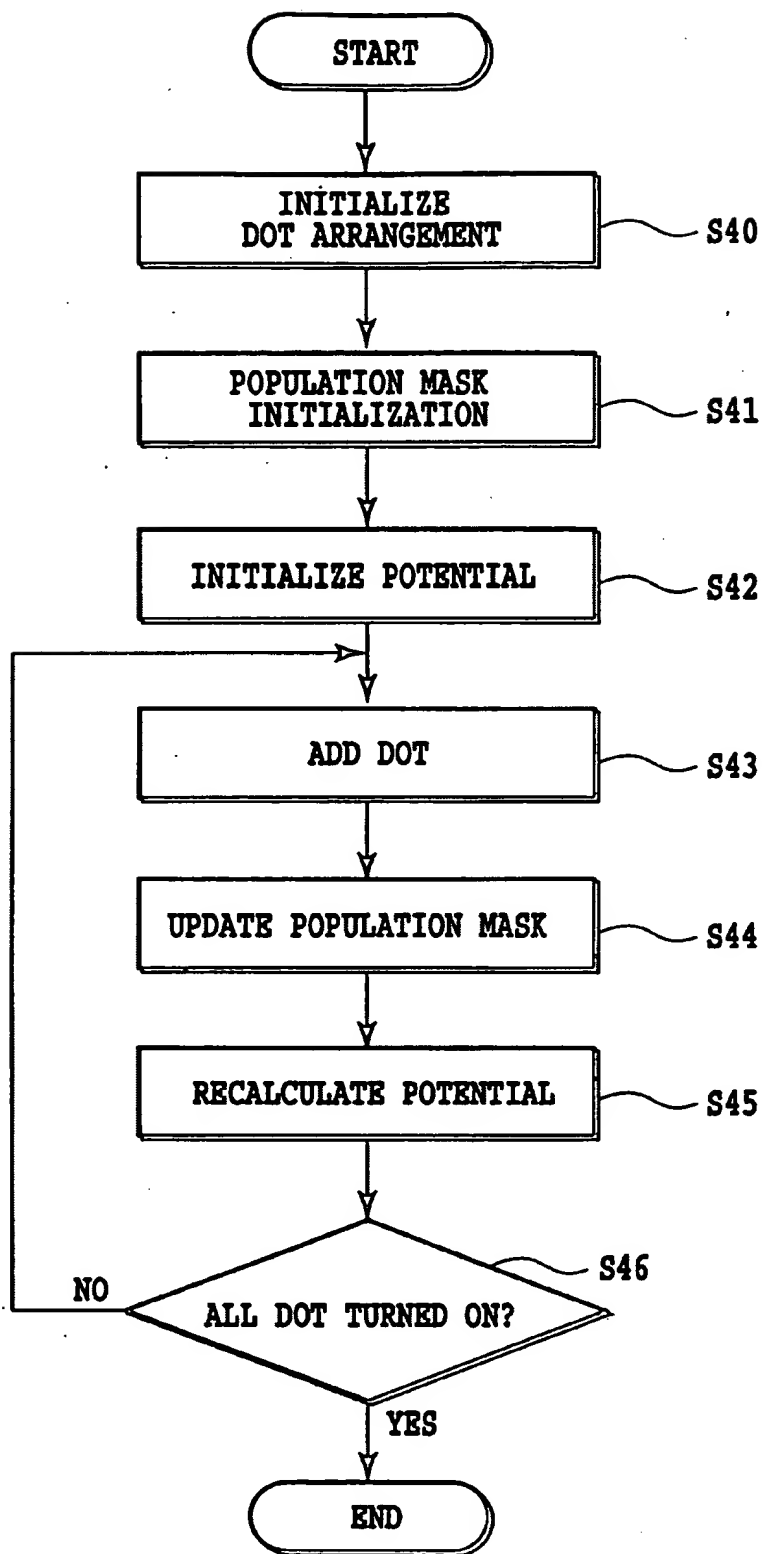 START
INITIALIZE
DOT ARRANGEMENT
S40
POPULATION MASK
INITIALIZATION
S41
INITIALIZE POTENTIAL
S42
ADD DOT
S43
UPDATE POPULATION MASK
S44
RECALCULATE POTENTIAL
S45
S46
NO
ALL DOT TURNED ON?
YES
END